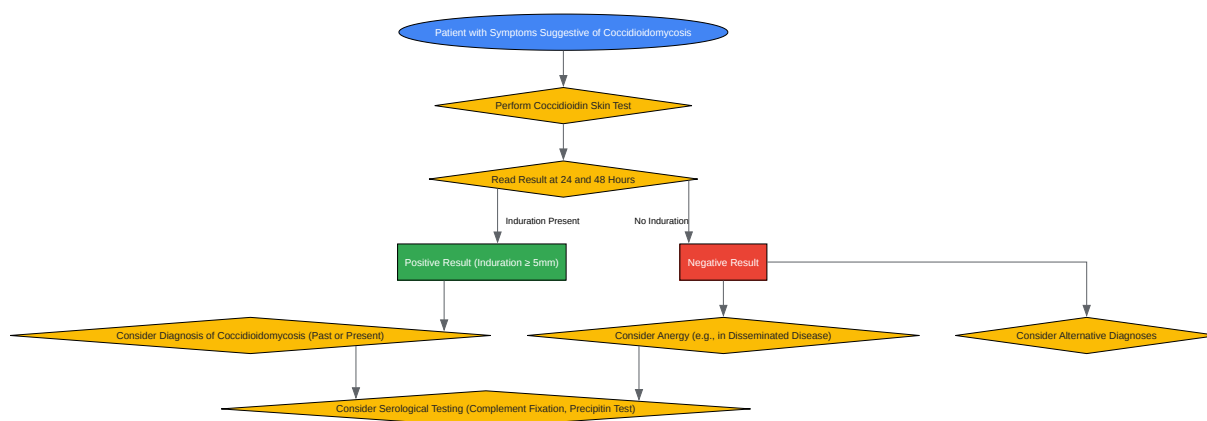 Patient with Symptoms Suggestive of Coccidioidomycosis
Perform Coccidioidin Skin Test
Read Result at 24 and 48 Hours
Induration Present
No Induration
Positive Result (Induration ≥ 5mm)
Negative Result
Consider Diagnosis of Coccidioidomycosis (Past or Present)
Consider Anergy (e.g., in Disseminated Disease)
Consider Alternative Diagnoses
Consider Serological Testing (Complement Fixation, Precipitin Test)